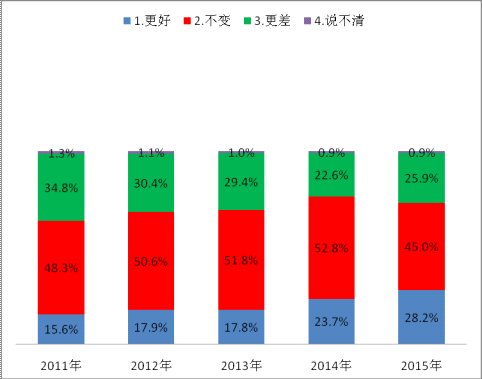 1.更好 2.不变 3.更差 4.说不清
1.3% 1.1% 1.0% 0.9% 0.9%
34.8% 30.4% 29.4% 22.6% 25.9%
48.3% 50.6% 51.8% 52.8% 45.0%
15.6% 17.9% 17.8% 23.7% 28.2%
2011年 2012年 2013年 2014年 2015年